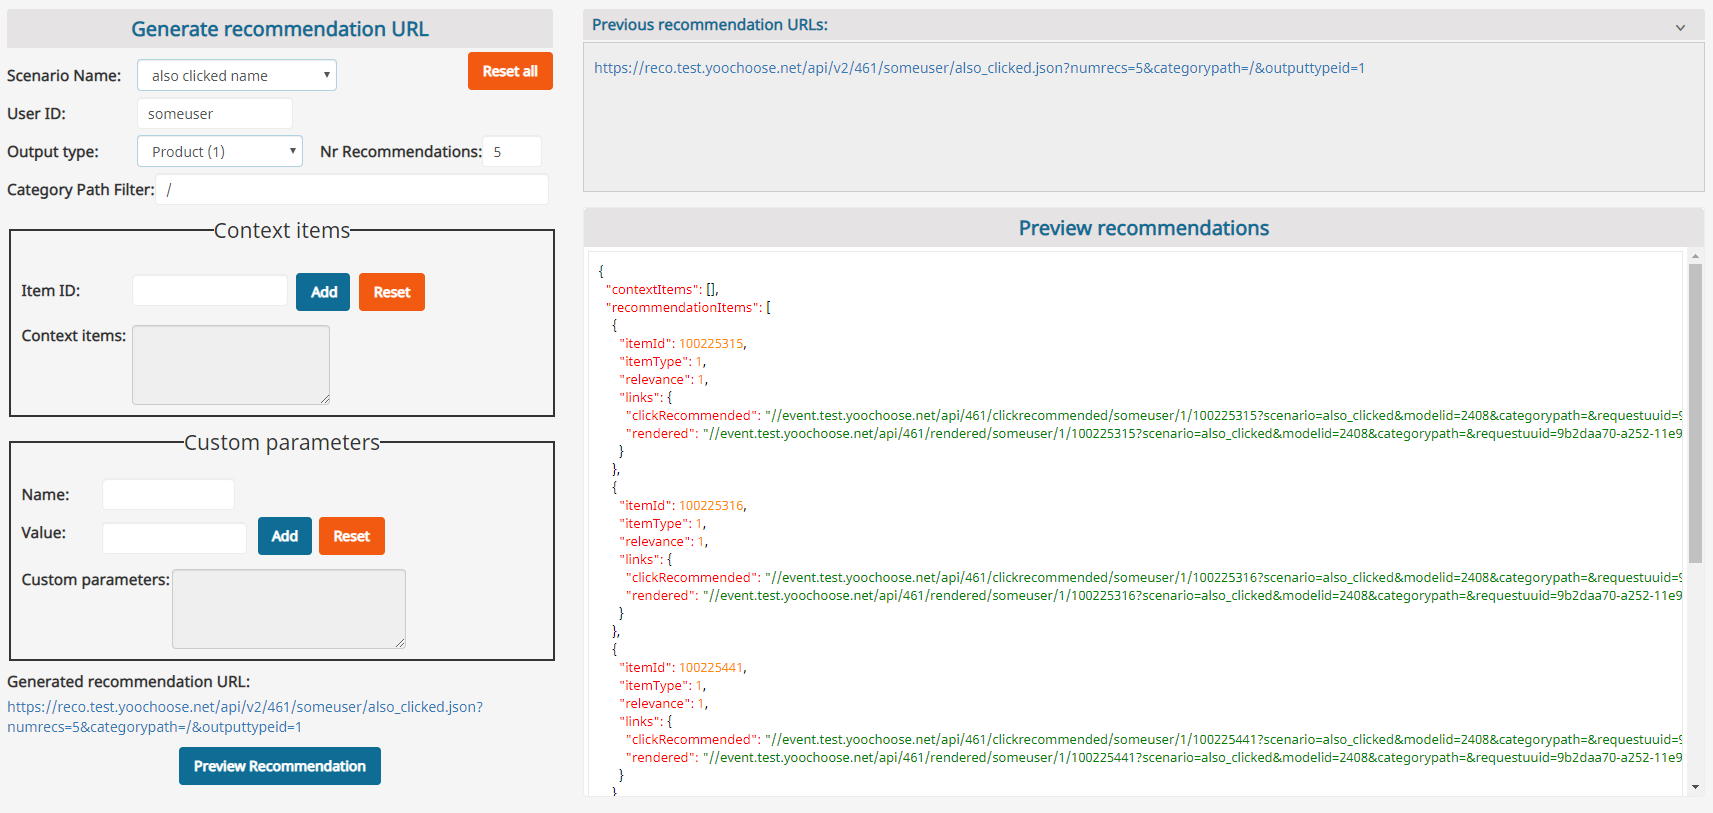 Generate recommendation URL
Scenario Name: also clicked name Reset all
User ID: someuser
Output type: Product (1) Nr Recommendations: 5
Category Path Filter: /
Context items
Item ID: Add Reset
Context items:
Custom parameters
Name:
Value: Add Reset
Custom parameters:
Generated recommendation URL:
https://reco.test.yoochoose.net/api/v2/461/someuser/also_clicked.json?
numrecs=5&categorypath=/&outputtypeid=1
Preview Recommendation
Previous recommendation URLs:
https://reco.test.yoochoose.net/api/v2/461/someuser/also_clicked.json?numrecs=5&categorypath=/&outputtypeid=1
Preview recommendations
{
"contextItems": [],
"recommendationItems": [
{
"itemId": 100225315,
"itemType": 1,
"relevance": 1,
"links": {
"clickRecommended": "//event.test.yoochoose.net/api/461/clickrecommended/someuser/1/100225315?scenario=also_clicked&modelid=2408&categorypath=&requestuuid=9
"rendered": "//event.test.yoochoose.net/api/461/rendered/someuser/1/100225315?scenario=also_clicked&modelid=2408&categorypath=&requestuuid=9b2daa70-a252-11e9
}
},
{
"itemId": 100225316,
"itemType": 1,
"relevance": 1,
"links": {
"clickRecommended": "//event.test.yoochoose.net/api/461/clickrecommended/someuser/1/100225316?scenario=also_clicked&modelid=2408&categorypath=&requestuuid=9
"rendered": "//event.test.yoochoose.net/api/461/rendered/someuser/1/100225316?scenario=also_clicked&modelid=2408&categorypath=&requestuuid=9b2daa70-a252-11e9
}
},
{
"itemId": 100225441,
"itemType": 1,
"relevance": 1,
"links": {
"clickRecommended": "//event.test.yoochoose.net/api/461/clickrecommended/someuser/1/100225441?scenario=also_clicked&modelid=2408&categorypath=&requestuuid=9
"rendered": "//event.test.yoochoose.net/api/461/rendered/someuser/1/100225441?scenario=also_clicked&modelid=2408&categorypath=&requestuuid=9b2daa70-a252-11e9
}
},